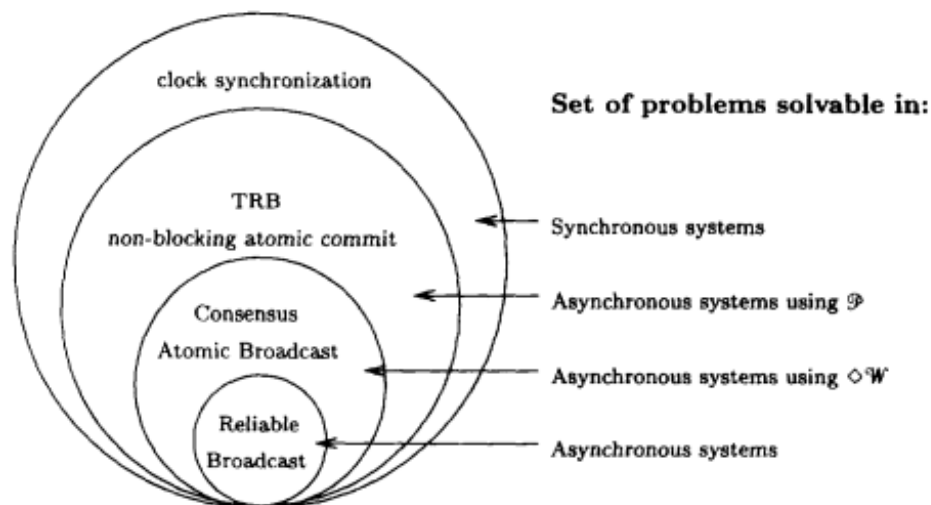 clock synchronization
Set of problems solvable in:
TRB
non-blocking atomic commit
Synchronous systems
Asynchronous systems using 𝒫
Consensus
Atomic Broadcast
Asynchronous systems using ◇𝒲
Reliable
Broadcast
Asynchronous systems